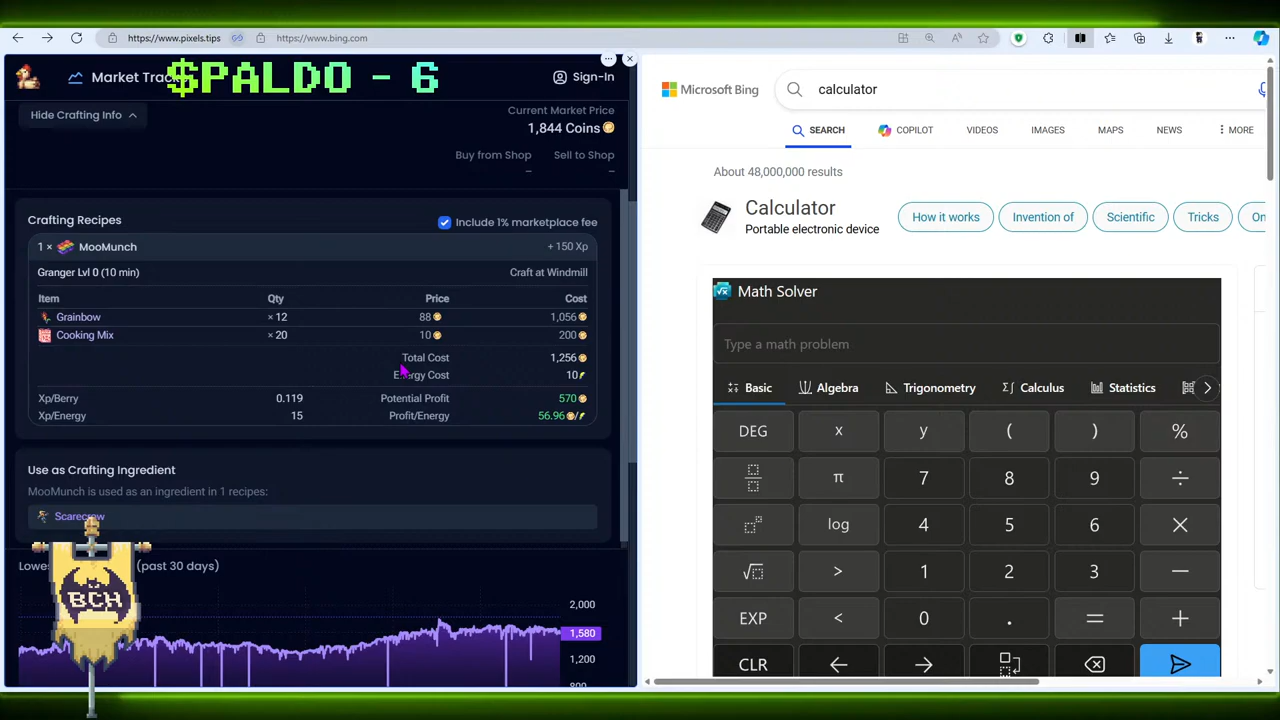 https://www.pixels.tips
https://www.bing.com
Market Track
$PALDO - 6
Sign-In
Hide Crafting Info
Current Market Price
1,844 Coins
Buy from Shop
Sell to Shop
–
–
Crafting Recipes
Include 1% marketplace fee
1 × MooMunch
+ 150 Xp
Granger Lvl 0 (10 min)
Craft at Windmill
Item Qty Price Cost
Grainbow × 12 88 1,056
Cooking Mix × 20 10 200
Total Cost 1,256
Energy Cost 10
Xp/Berry 0.119 Potential Profit 570
Xp/Energy 15 Profit/Energy 56.96 /
Use as Crafting Ingredient
MooMunch is used as an ingredient in 1 recipes:
Scarecrow
(past 30 days)
2,000
1,580
1,200
BCH
Microsoft Bing
calculator
SEARCH COPILOT VIDEOS IMAGES MAPS NEWS MORE
About 48,000,000 results
Calculator
Portable electronic device
How it works
Invention of
Scientific
Tricks
Math Solver
Type a math problem
Basic Algebra Trigonometry Calculus Statistics
DEG x y ( ) %
π 7 8 9 ÷
log 4 5 6 ×
> 1 2 3 −
EXP < 0 . = +
CLR ← →